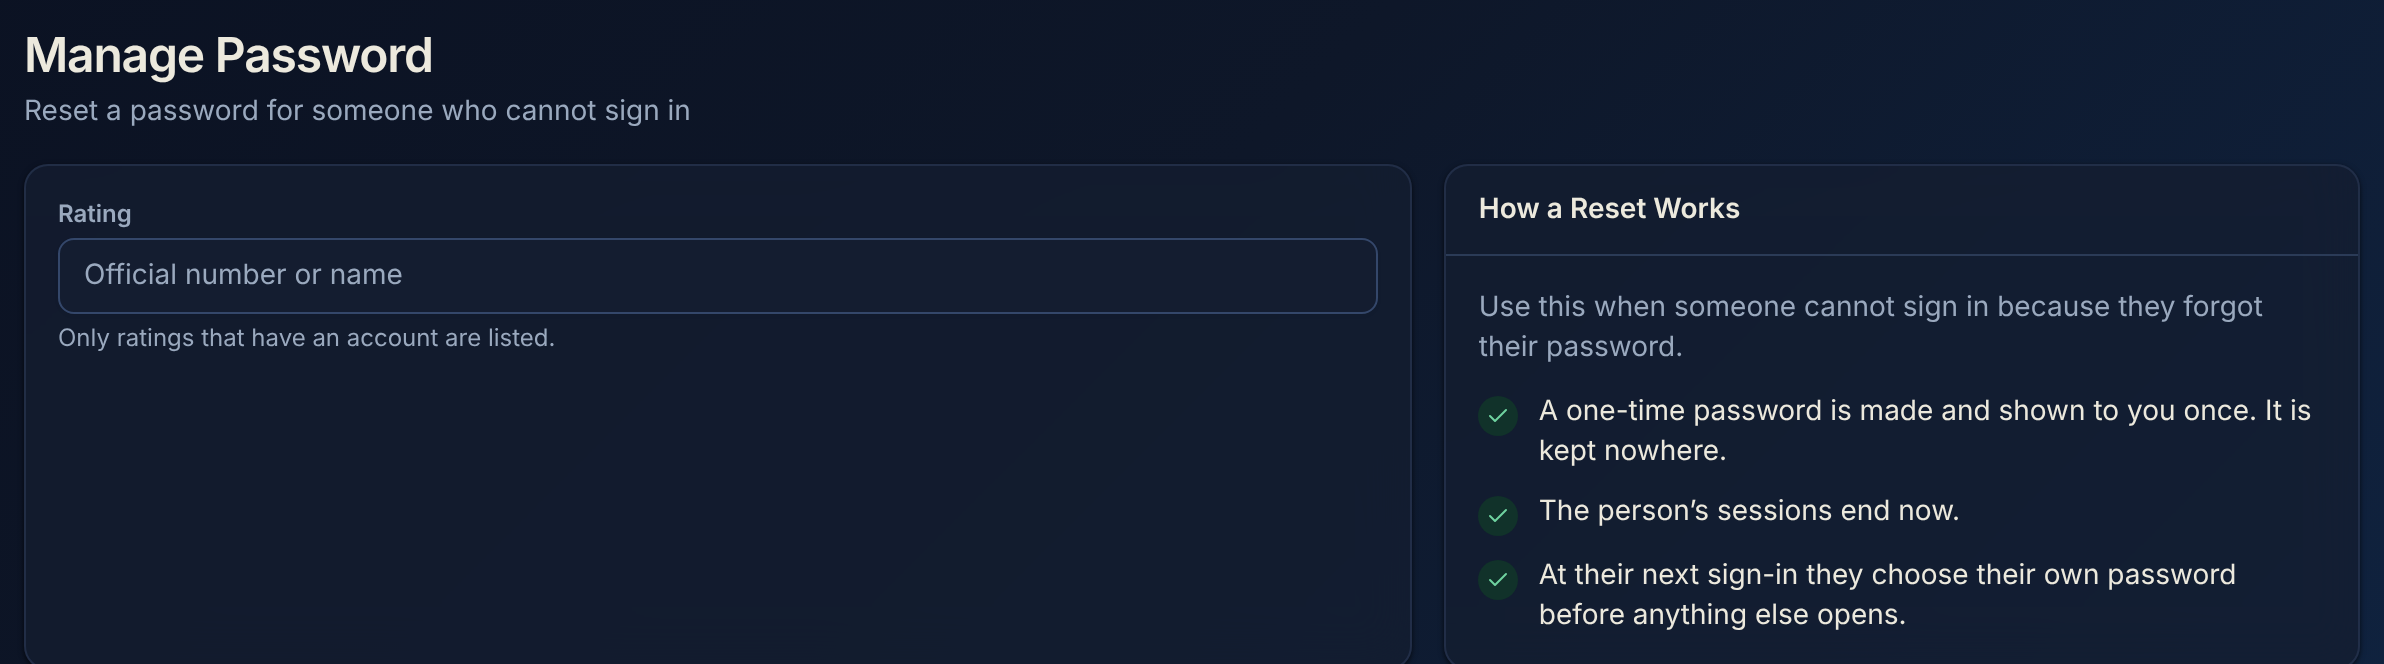 Manage Password
Reset a password for someone who cannot sign in
Rating
Official number or name
Only ratings that have an account are listed.
How a Reset Works
Use this when someone cannot sign in because they forgot
their password.
A one-time password is made and shown to you once. It is
kept nowhere.
The person’s sessions end now.
At their next sign-in they choose their own password
before anything else opens.